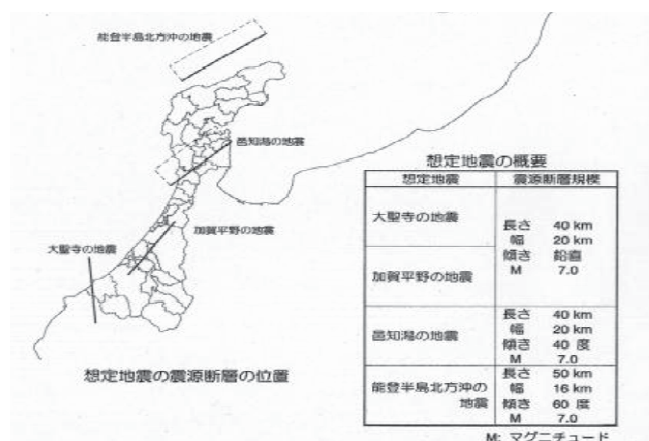 能登半島北方沖の地震
邑知潟の地震
加賀平野の地震
大聖寺の地震
想定地震の震源断層の位置
想定地震の概要
想定地震 震源断層規模
大聖寺の地震
加賀平野の地震
長さ 40 km
幅 20 km
傾き 鉛直
M 7.0
邑知潟の地震
長さ 40 km
幅 20 km
傾き 40 度
M 7.0
能登半島北方沖の
地震
長さ 50 km
幅 16 km
傾き 60 度
M 7.0
M: マグニチュード